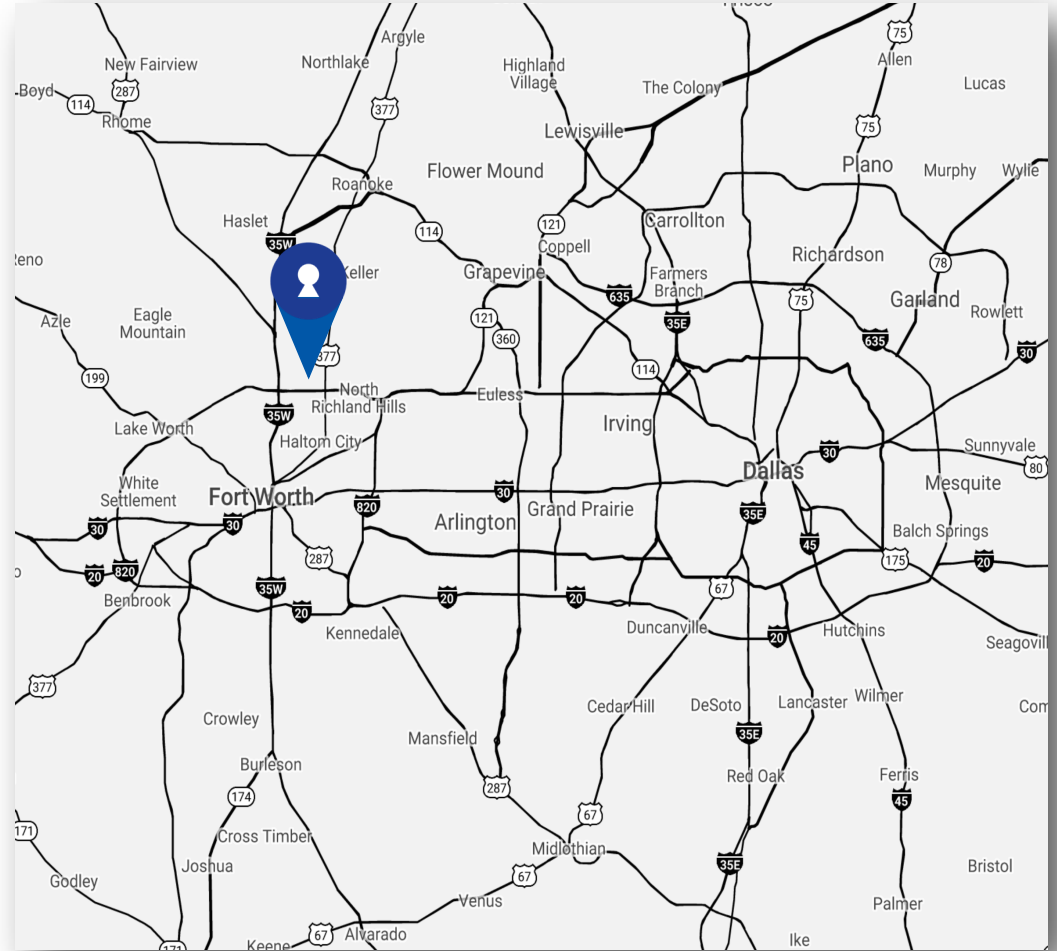 Argyle
New Fairview
Northlake
75
Highland
Village
Allen
The Colony
Lucas
287
Boyd
114
377
Rhome
75
Lewisville
Flower Mound
Plano
Murphy
Wylie
Roanoke
Haslet
121
Carrollton
114
35W
Coppell
Richardson
78
Keller
Grapevine
Farmers
Branch
635
75
Garland
Rowlett
Eagle
Mountain
Azle
121
35E
360
635
30
377
114
199
North
Richland Hills
Euless
35W
Lake Worth
Haltom City
Irving
Sunnyvale
30
80
Dallas
White
Settlement
Fort Worth
30
Mesquite
820
Grand Prairie
35E
Arlington
30
30
Balch Springs
45
287
175
20
20
820
35W
67
Benbrook
20
20
20
Kennedale
Duncanville
20
Hutchins
Seagovill
377
Cedar Hill
DeSoto
Lancaster
Wilmer
Com
Crowley
Mansfield
35E
Burleson
Red Oak
Ferris
174
287
45
67
171
Cross Timber
Midlothian
35E
Joshua
Bristol
Godley
67
Venus
Palmer
67
Alvarado
Ike
Keene
171